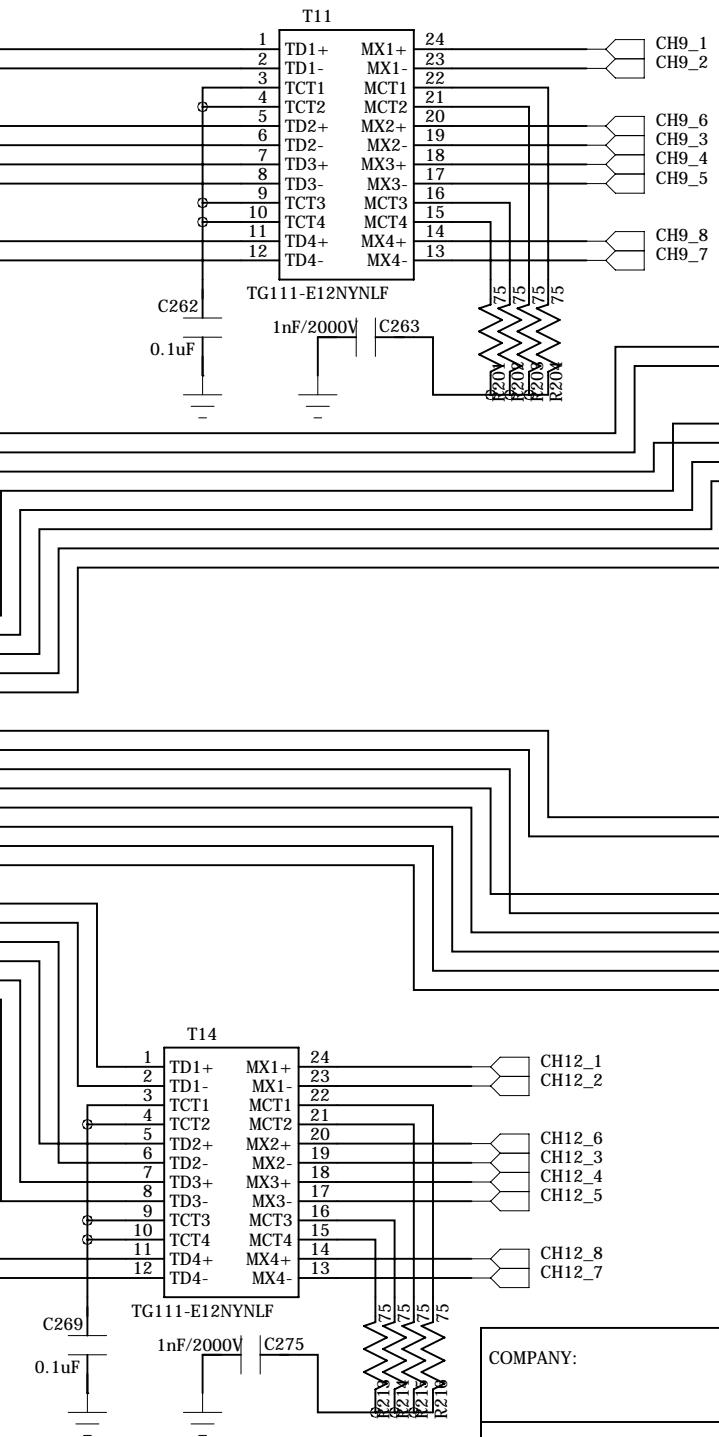 T11
1 TD1+ MX1+ 24 CH9_1
2 TD1- MX1- 23 CH9_2
3 TCT1 MCT1 22
4 TCT2 MCT2 21
5 TD2+ MX2+ 20 CH9_6
6 TD2- MX2- 19 CH9_3
7 TD3+ MX3+ 18 CH9_4
8 TD3- MX3- 17 CH9_5
9 TCT3 MCT3 16
10 TCT4 MCT4 15
11 TD4+ MX4+ 14 CH9_8
12 TD4- MX4- 13 CH9_7
TG111-E12NYNLF
75 75 75 75
C262
1nF/2000V C263
0.1uF
R201 R202 R203 R204
T14
1 TD1+ MX1+ 24 CH12_1
2 TD1- MX1- 23 CH12_2
3 TCT1 MCT1 22
4 TCT2 MCT2 21
5 TD2+ MX2+ 20 CH12_6
6 TD2- MX2- 19 CH12_3
7 TD3+ MX3+ 18 CH12_4
8 TD3- MX3- 17 CH12_5
9 TCT3 MCT3 16
10 TCT4 MCT4 15
11 TD4+ MX4+ 14 CH12_8
12 TD4- MX4- 13 CH12_7
TG111-E12NYNLF
75 75 75 75
C269
1nF/2000V C275
0.1uF
R213 R214 R215 R216
COMPANY: